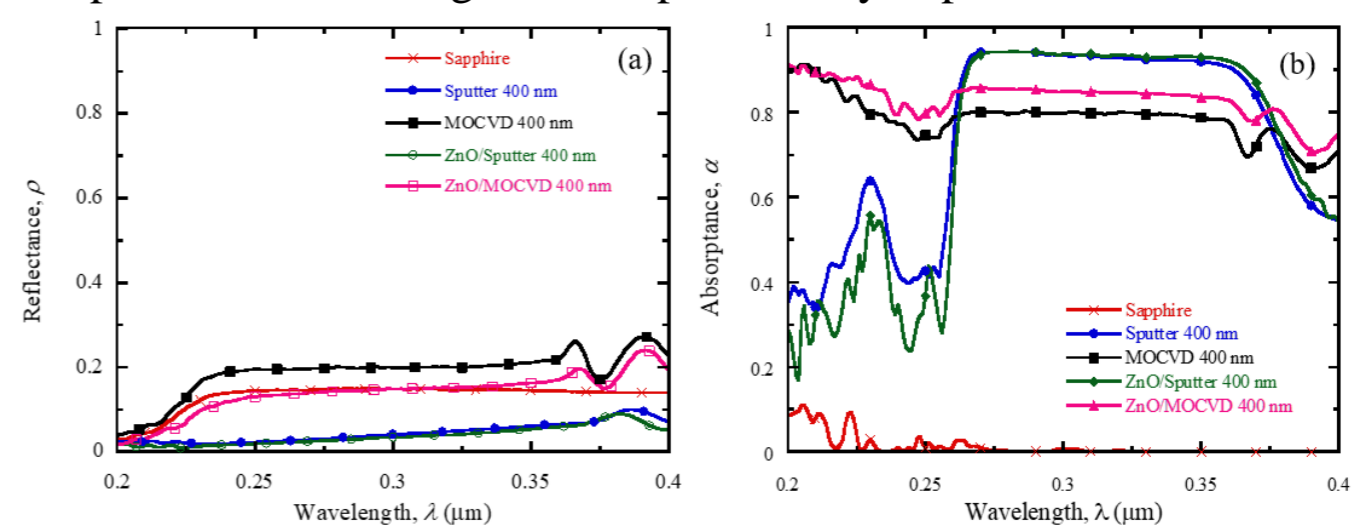 1
0.8
0.6
0.4
0.2
0
0.2
0.25
0.3
0.35
0.4
Reflectance, ρ
Wavelength, λ (μm)
(a)
Sapphire
Sputter 400 nm
MOCVD 400 nm
ZnO/Sputter 400 nm
ZnO/MOCVD 400 nm
1
0.8
0.6
0.4
0.2
0
0.2
0.25
0.3
0.35
0.4
Absorptance, α
Wavelength, λ (μm)
(b)
Sapphire
Sputter 400 nm
MOCVD 400 nm
ZnO/Sputter 400 nm
ZnO/MOCVD 400 nm